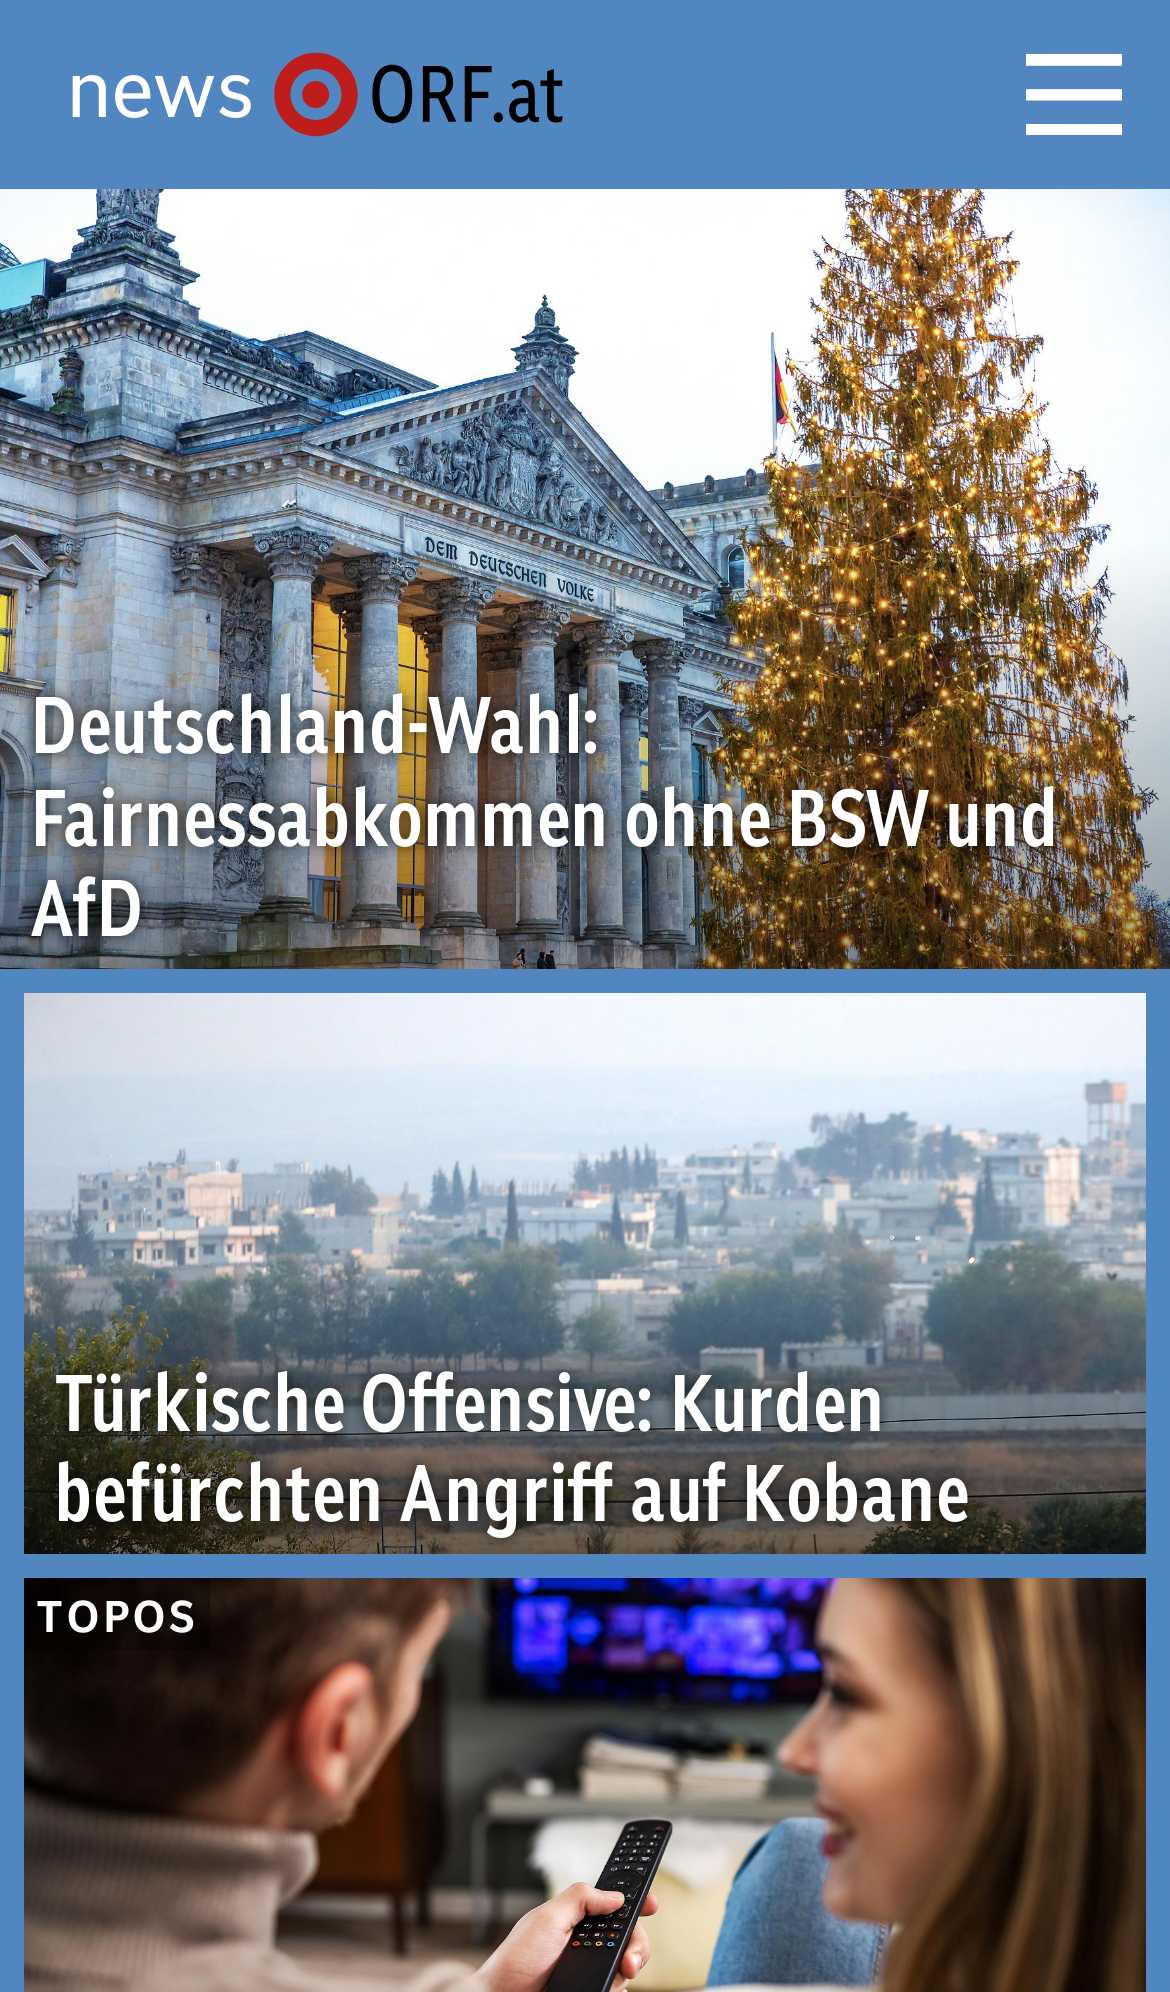 news ORF.at
DEM DEUTSCHEN VOLKE
Deutschland-Wahl:
Fairnessabkommen ohne BSW und
AfD
Türkische Offensive: Kurden
befürchten Angriff auf Kobane
TOPOS